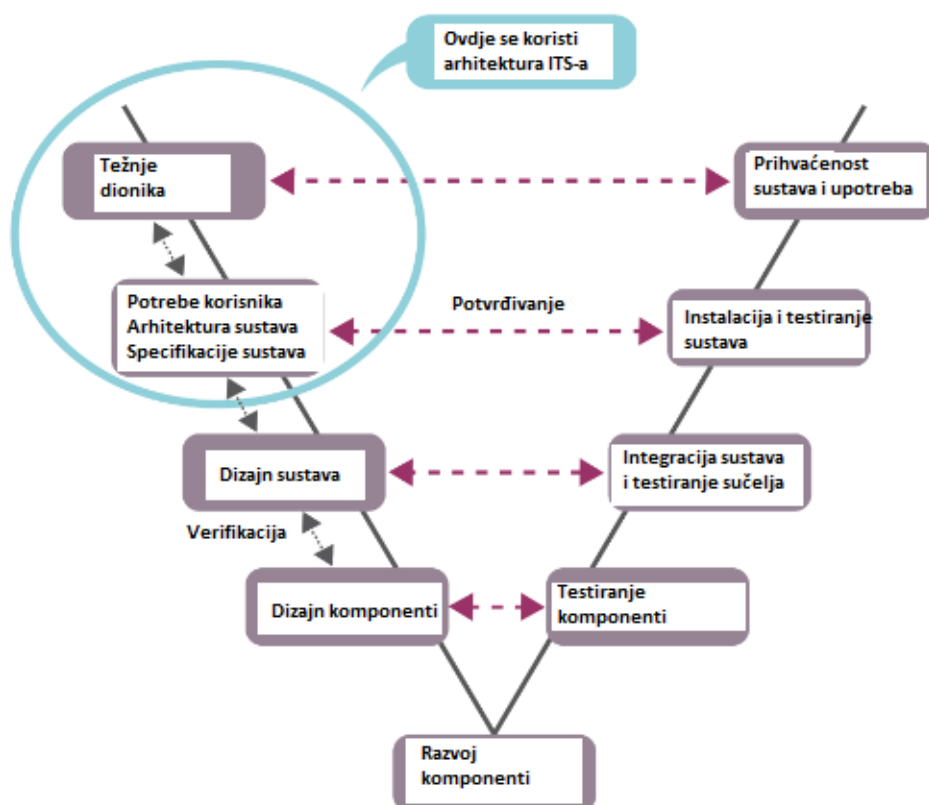 Ovdje se koristi
arhitektura ITS-a
Težnje
dionika
Prihvaćenost
sustava i upotreba
Potrebe korisnika
Arhitektura sustava
Specifikacije sustava
Potvrđivanje
Instalacija i testiranje
sustava
Dizajn sustava
Integracija sustava
i testiranje sučelja
Verifikacija
Dizajn komponenti
Testiranje
komponenti
Razvoj
komponenti